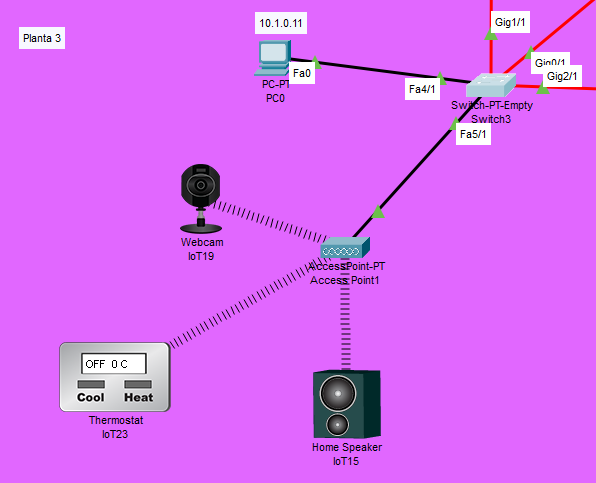 Planta 3
10.1.0.11
Gig1/1
Fa0
PC-PT
PC0
Gig0/1
Gig2/1
Fa4/1
Switch-PT-Empty
Switch3
Fa5/1
Webcam
IoT19
AccessPoint-PT
Access Point1
OFF 0 C
Cool Heat
Thermostat
IoT23
Home Speaker
IoT15